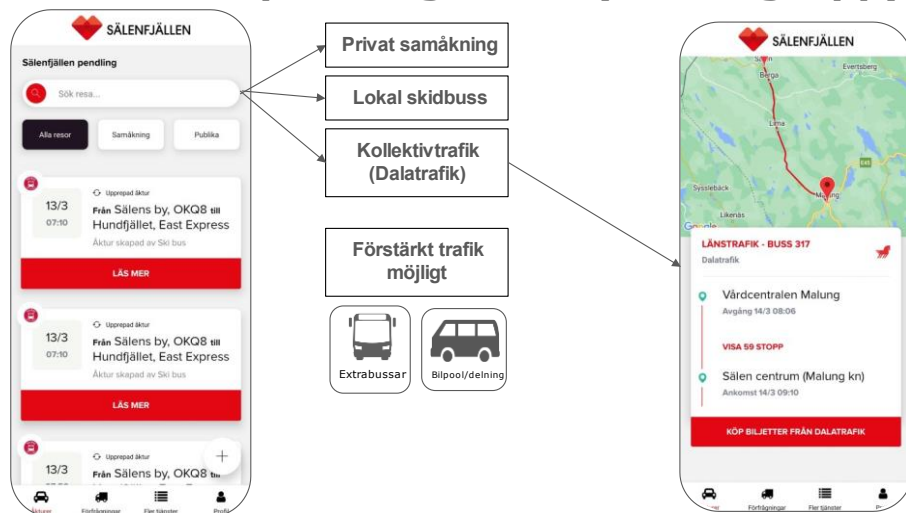 SÄLENFJÄLLEN
Sälenfjällen pendling
Sök resa...
Alla resor
Samåkning
Publika
13/3
07:10
Upprepad åktur
Från Sälens by, OKQ8 till
Hundfjället, East Express
Åktur skapad av Ski bus
LÄS MER
13/3
07:10
Upprepad åktur
Från Sälens by, OKQ8 till
Hundfjället, East Express
Åktur skapad av Ski bus
LÄS MER
13/3
Upprepad åktur
Från Sälens by, OKQ8 till
Åkturer
Förfrågningar
Fler tjänster
Profil
Privat samåkning
Lokal skidbuss
Kollektivtrafik
(Dalatrafik)
Förstärkt trafik
möjligt
Extrabussar
Bilpool/delning
SÄLENFJÄLLEN
Berga
Evertsberg
Lima
E45
Malung
Syssleback
Likenäs
Google
LÄNSTRAFIK - BUSS 317
Dalatrafik
Vårdcentralen Malung
Avgång 14/3 08:06
VISA 59 STOPP
Sälen centrum (Malung kn)
Ankomst 14/3 09:10
KÖP BILJETTER FRÅN DALATRAFIK
Förfrågningar
Fler tjänster